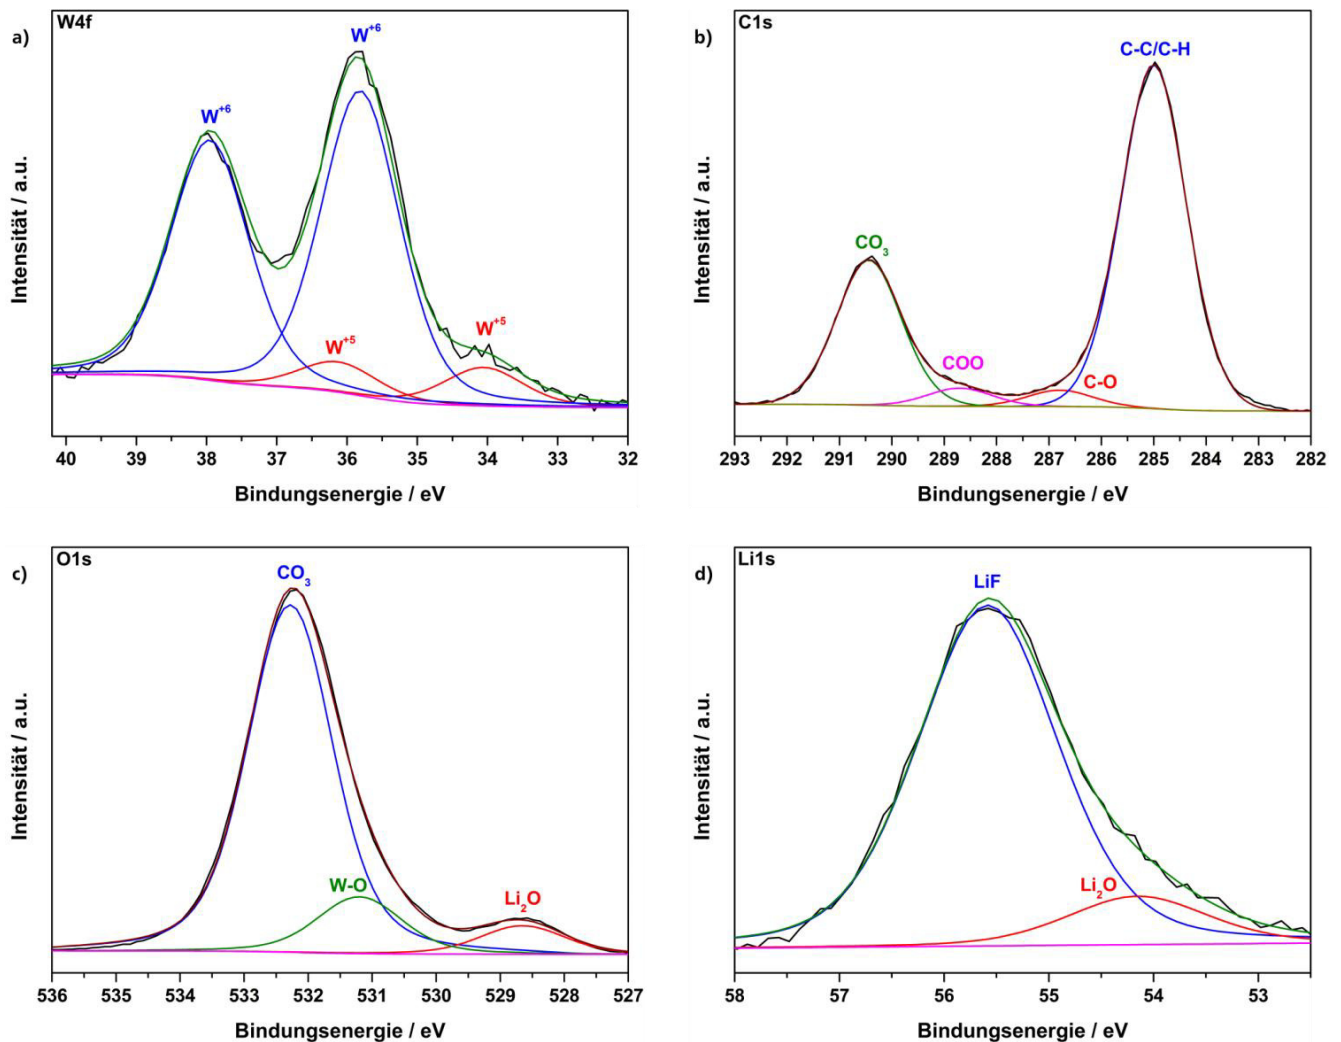 a)
W4f
W+6
W+6
W+5
W+5
Intensität / a.u.
40 39 38 37 36 35 34 33 32
Bindungsenergie / eV
b)
C1s
C-C/C-H
CO3
COO
C-O
Intensität / a.u.
293 292 291 290 289 288 287 286 285 284 283 282
Bindungsenergie / eV
c)
O1s
CO3
W-O
Li2O
Intensität / a.u.
536 535 534 533 532 531 530 529 528 527
Bindungsenergie / eV
d)
Li1s
LiF
Li2O
Intensität / a.u.
58 57 56 55 54 53
Bindungsenergie / eV